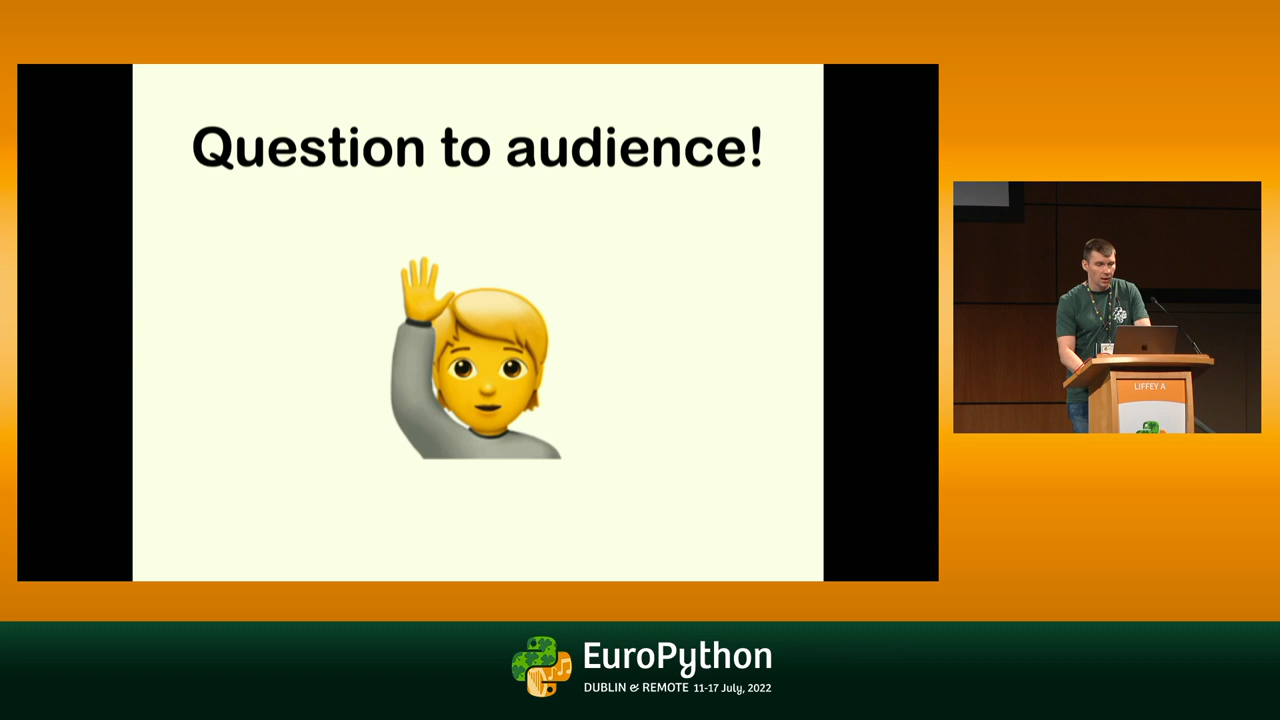 Question to audience!
LIFFEY A
EuroPython
DUBLIN & REMOTE 11-17 July, 2022